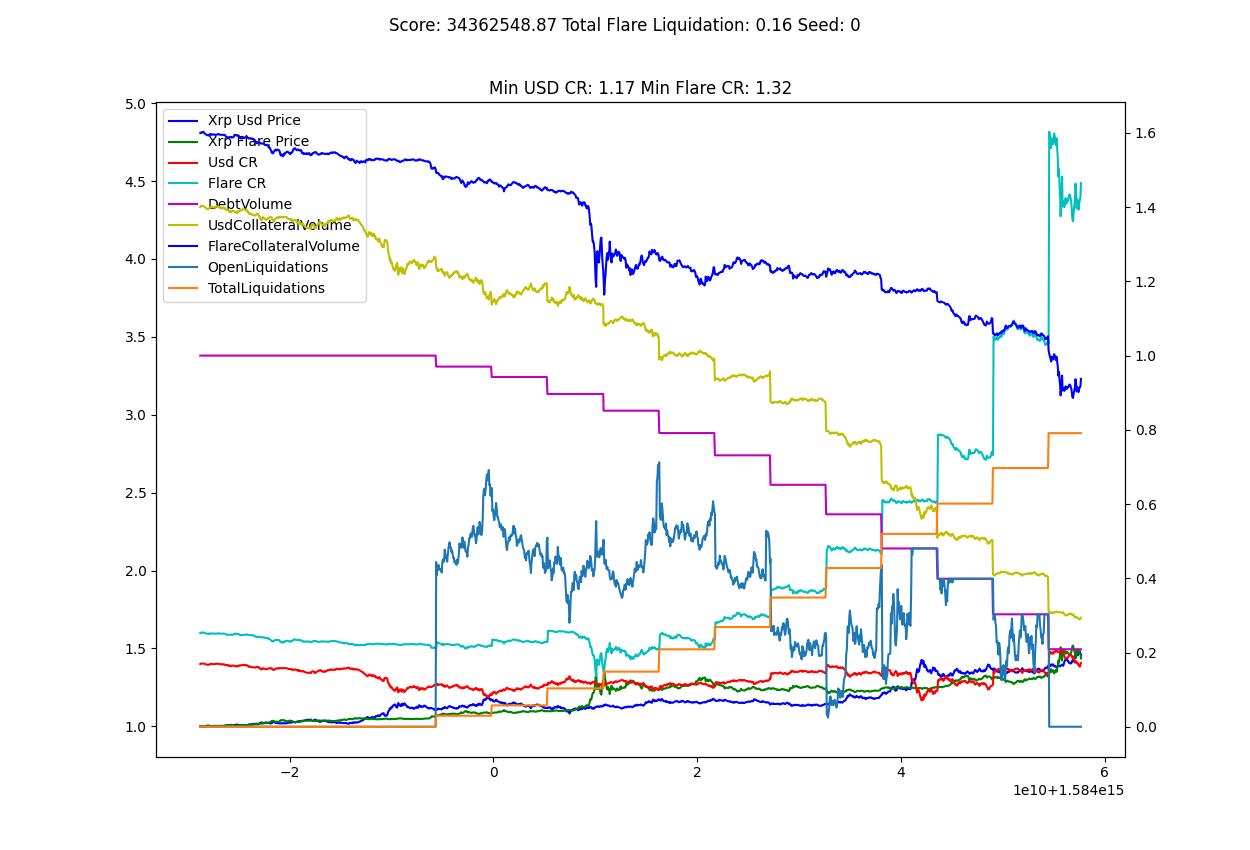 Score: 34362548.87 Total Flare Liquidation: 0.16 Seed: 0
Min USD CR: 1.17 Min Flare CR: 1.32
Xrp Usd Price
Xrp Flare Price
Usd CR
Flare CR
DebtVolume
UsdCollateralVolume
FlareCollateralVolume
OpenLiquidations
TotalLiquidations
5.0
4.5
4.0
3.5
3.0
2.5
2.0
1.5
1.0
1.6
1.4
1.2
1.0
0.8
0.6
0.4
0.2
0.0
−2
0
2
4
6
1e10+1.584e15